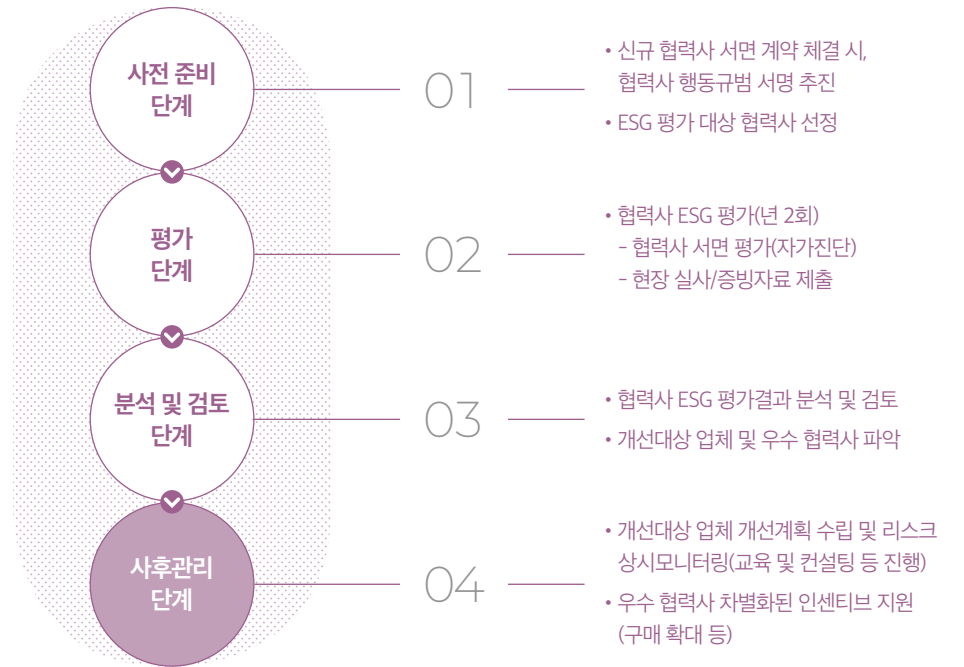 사전 준비
단계
01
• 신규 협력사 서면 계약 체결 시,
협력사 행동규범 서명 추진
• ESG 평가 대상 협력사 선정
평가
단계
02
• 협력사 ESG 평가(년 2회)
– 협력사 서면 평가(자가진단)
– 현장 실사/증빙자료 제출
분석 및 검토
단계
03
• 협력사 ESG 평가결과 분석 및 검토
• 개선대상 업체 및 우수 협력사 파악
사후관리
단계
04
• 개선대상 업체 개선계획 수립 및 리스크
상시모니터링(교육 및 컨설팅 등 진행)
• 우수 협력사 차별화된 인센티브 지원
(구매 확대 등)